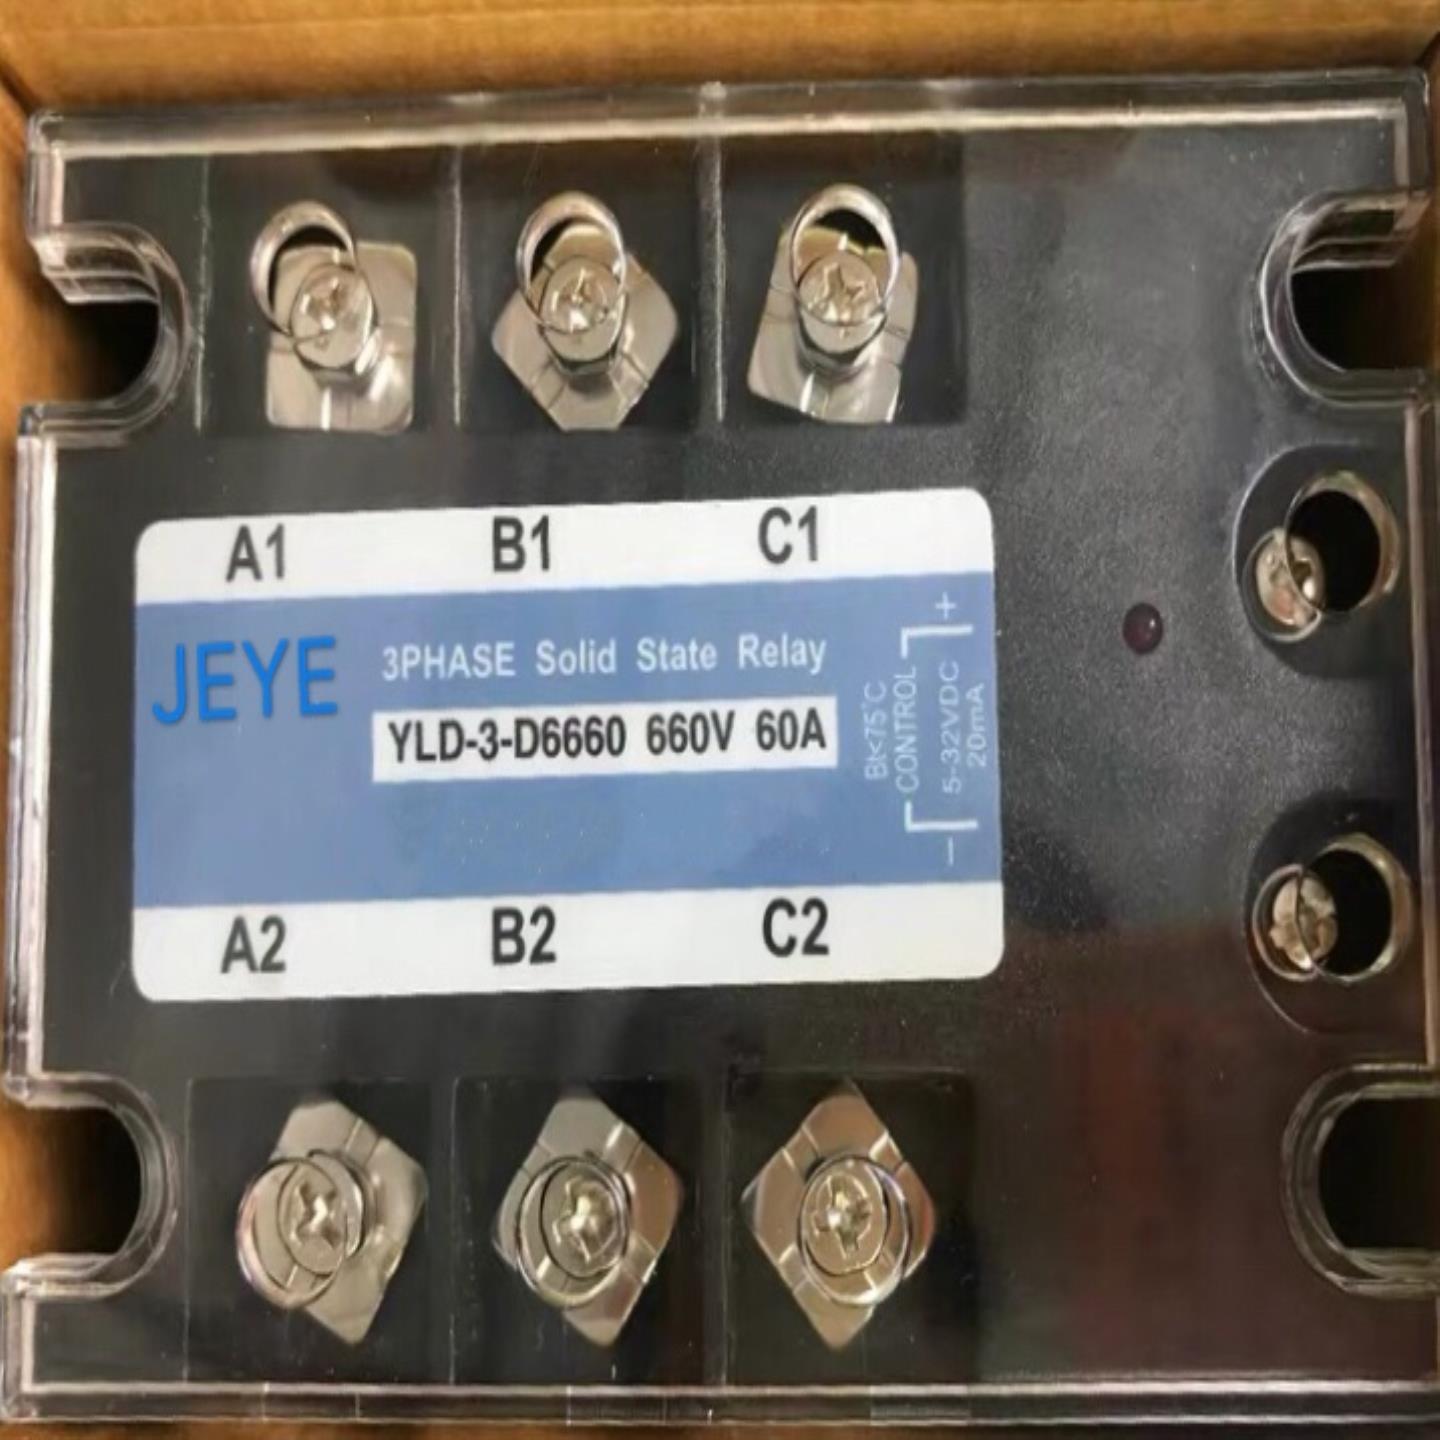 A1 B1 C1
JEYE
3PHASE Solid State Relay
YLD-3-D6660 660V 60A
Bt<75°C
CONTROL
+
5-32VDC
−
20mA
A2 B2 C2